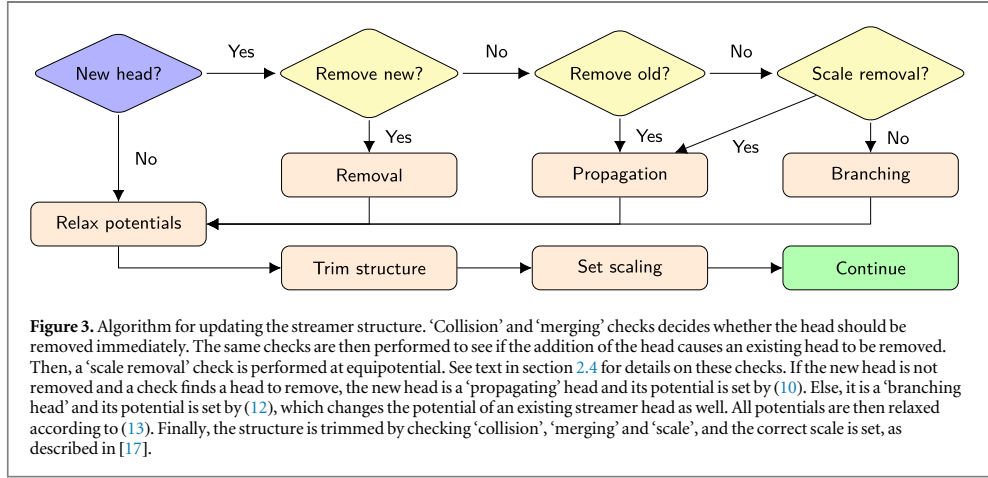 New head?
Yes
Remove new?
No
Remove old?
No
Scale removal?
No
Yes
Yes
Yes
No
Removal
Propagation
Branching
Relax potentials
Trim structure
Set scaling
Continue
Figure 3. Algorithm for updating the streamer structure. ‘Collision’ and ‘merging’ checks decides whether the head should be
removed immediately. The same checks are then performed to see if the addition of the head causes an existing head to be removed.
Then, a ‘scale removal’ check is performed at equipotential. See text in section 2.4 for details on these checks. If the new head is not
removed and a check finds a head to remove, the new head is a ‘propagating’ head and its potential is set by (10). Else, it is a ‘branching
head’ and its potential is set by (12), which changes the potential of an existing streamer head as well. All potentials are then relaxed
according to (13). Finally, the structure is trimmed by checking ‘collision’, ‘merging’ and ‘scale’, and the correct scale is set, as
described in [17].